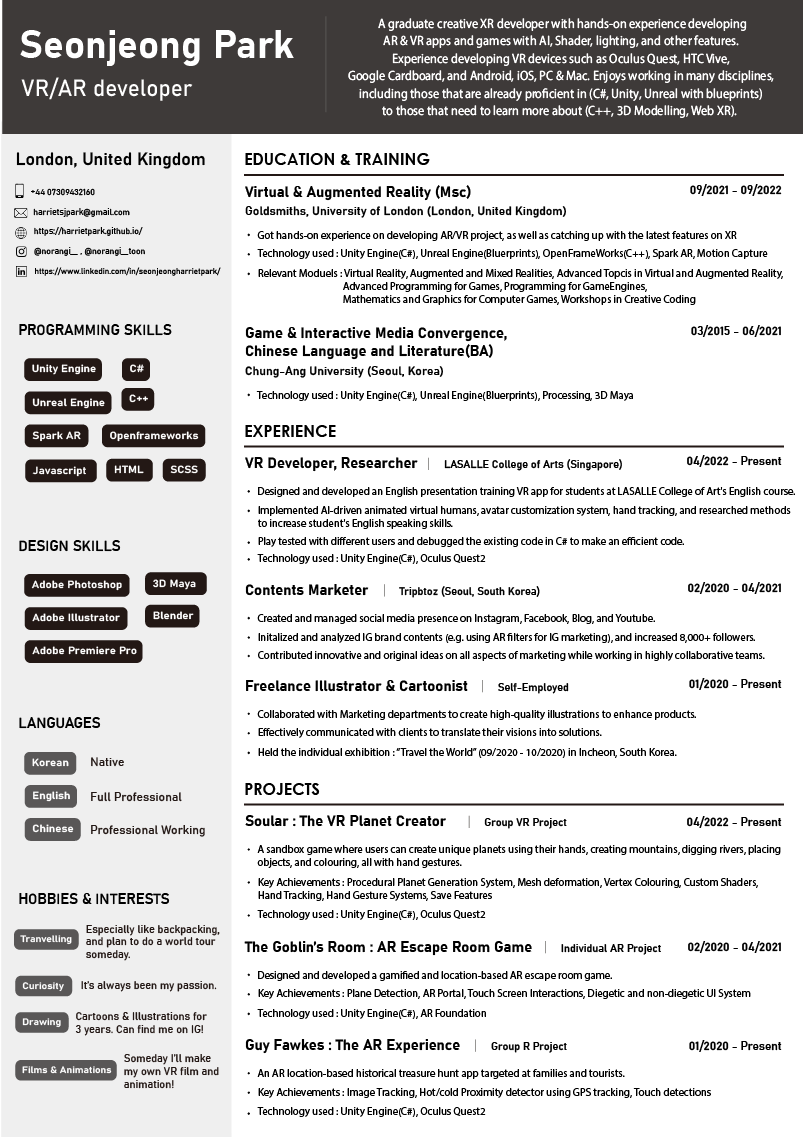 Seonjeong Park
VR/AR developer
A graduate creative XR developer with hands-on experience developing
AR & VR apps and games with AI, Shader, lighting, and other features.
Experience developing VR devices such as Oculus Quest, HTC Vive,
Google Cardboard, and Android, iOS, PC & Mac. Enjoys working in many disciplines,
including those that are already proficient in (C#, Unity, Unreal with blueprints)
to those that need to learn more about (C++, 3D Modelling, Web XR).
London, United Kingdom
+44 07309432160
harrietsjpark@gmail.com
https://harrietpark.github.io/
@norangi__ , @norangi_toon
https://www.linkedin.com/in/seonjeongharrietpark/
PROGRAMMING SKILLS
Unity Engine C#
Unreal Engine C++
Spark AR Openframeworks
Javascript HTML SCSS
DESIGN SKILLS
Adobe Photoshop 3D Maya
Adobe Illustrator Blender
Adobe Premiere Pro
LANGUAGES
Korean Native
English Full Professional
Chinese Professional Working
HOBBIES & INTERESTS
Tranvelling Especially like backpacking,
and plan to do a world tour
someday.
Curiosity It's always been my passion.
Drawing Cartoons & Illustrations for
3 years. Can find me on IG!
Films & Animations Someday I'll make
my own VR film and
animation!
EDUCATION & TRAINING
Virtual & Augmented Reality (Msc) 09/2021 - 09/2022
Goldsmiths, University of London (London, United Kingdom)
• Got hands-on experience on developing AR/VR project, as well as catching up with the latest features on XR
• Technology used : Unity Engine(C#), Unreal Engine(Bluerprints), OpenFrameWorks(C++), Spark AR, Motion Capture
• Relevant Moduels : Virtual Reality, Augmented and Mixed Realities, Advanced Topcis in Virtual and Augmented Reality,
Advanced Programming for Games, Programming for GameEngines,
Mathematics and Graphics for Computer Games, Workshops in Creative Coding
Game & Interactive Media Convergence, 03/2015 - 06/2021
Chinese Language and Literature(BA)
Chung-Ang University (Seoul, Korea)
• Technology used : Unity Engine(C#), Unreal Engine(Bluerprints), Processing, 3D Maya
EXPERIENCE
VR Developer, Researcher | LASALLE College of Arts (Singapore) 04/2022 - Present
• Designed and developed an English presentation training VR app for students at LASALLE College of Art's English course.
• Implemented AI-driven animated virtual humans, avatar customization system, hand tracking, and researched methods
to increase student's English speaking skills.
• Play tested with different users and debugged the existing code in C# to make an efficient code.
• Technology used : Unity Engine(C#), Oculus Quest2
Contents Marketer | Tripbtoz (Seoul, South Korea) 02/2020 - 04/2021
• Created and managed social media presence on Instagram, Facebook, Blog, and Youtube.
• Initalized and analyzed IG brand contents (e.g. using AR filters for IG marketing), and increased 8,000+ followers.
• Contributed innovative and original ideas on all aspects of marketing while working in highly collaborative teams.
Freelance Illustrator & Cartoonist | Self-Employed 01/2020 - Present
• Collaborated with Marketing departments to create high-quality illustrations to enhance products.
• Effectively communicated with clients to translate their visions into solutions.
• Held the individual exhibition : “Travel the World” (09/2020 - 10/2020) in Incheon, South Korea.
PROJECTS
Soular : The VR Planet Creator | Group VR Project 04/2022 - Present
• A sandbox game where users can create unique planets using their hands, creating mountains, digging rivers, placing
objects, and colouring, all with hand gestures.
• Key Achievements : Procedural Planet Generation System, Mesh deformation, Vertex Colouring, Custom Shaders,
Hand Tracking, Hand Gesture Systems, Save Features
• Technology used : Unity Engine(C#), Oculus Quest2
The Goblin's Room : AR Escape Room Game | Individual AR Project 02/2020 - 04/2021
• Designed and developed a gamified and location-based AR escape room game.
• Key Achievements : Plane Detection, AR Portal, Touch Screen Interactions, Diegetic and non-diegetic UI System
• Technology used : Unity Engine(C#), AR Foundation
Guy Fawkes : The AR Experience | Group R Project 01/2020 - Present
• An AR location-based historical treasure hunt app targeted at families and tourists.
• Key Achievements : Image Tracking, Hot/cold Proximity detector using GPS tracking, Touch detections
• Technology used : Unity Engine(C#), Oculus Quest2